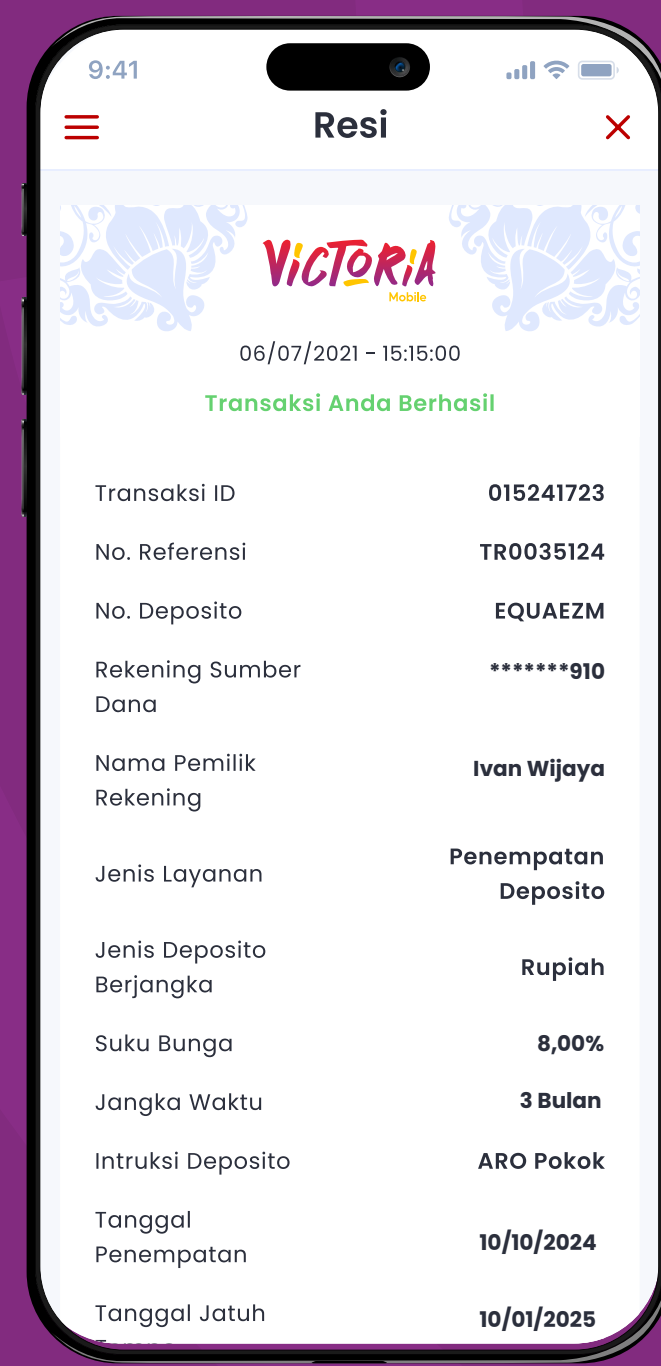 9:41
Resi
ViCTORiA
Mobile
06/07/2021 - 15:15:00
Transaksi Anda Berhasil
Transaksi ID 015241723
No. Referensi TR0035124
No. Deposito EQUAEZM
Rekening Sumber *******910
Dana
Nama Pemilik Ivan Wijaya
Rekening
Jenis Layanan Penempatan
Deposito
Jenis Deposito Rupiah
Berjangka
Suku Bunga 8,00%
Jangka Waktu 3 Bulan
Intruksi Deposito ARO Pokok
Tanggal 10/10/2024
Penempatan
Tanggal Jatuh 10/01/2025